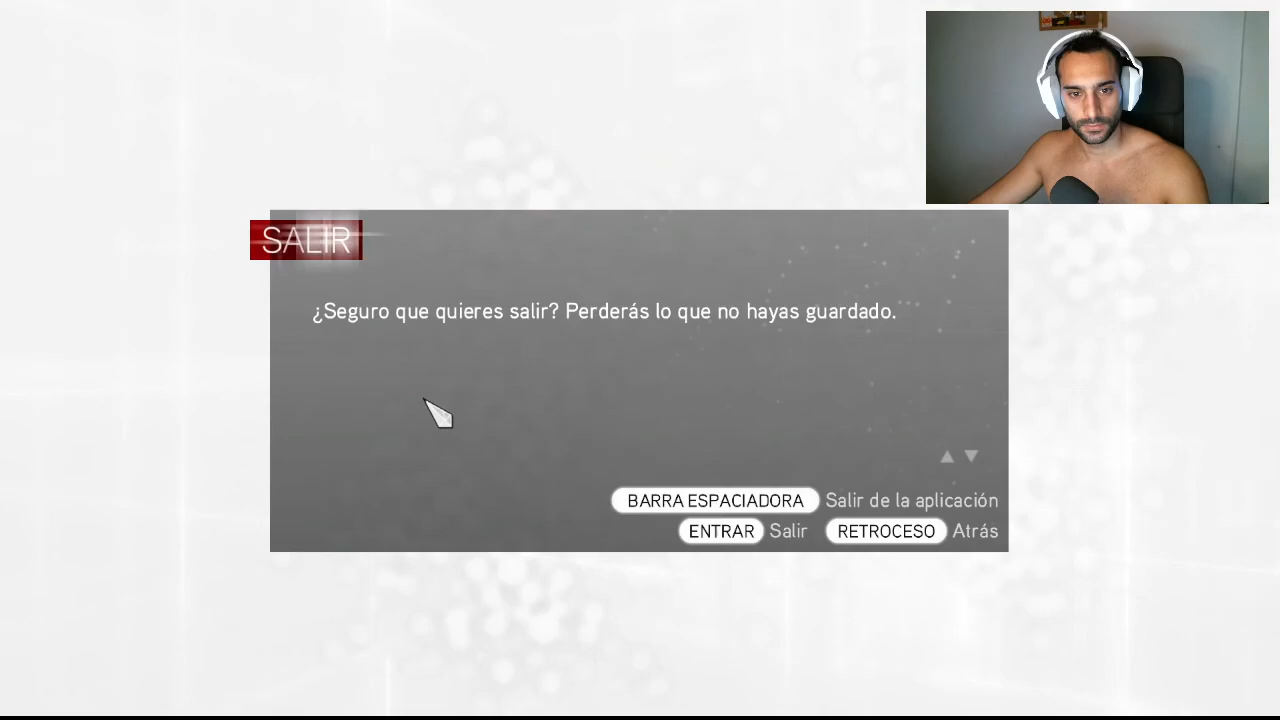 SALIR
¿Seguro que quieres salir? Perderás lo que no hayas guardado.
BARRA ESPACIADORA Salir de la aplicación
ENTRAR Salir RETROCESO Atrás